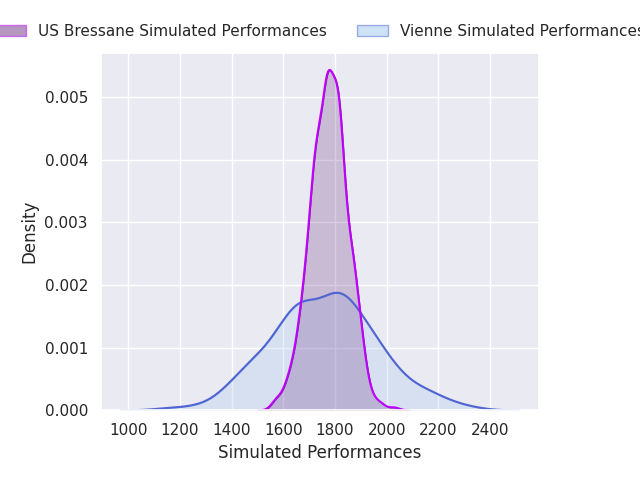 US Bressane Simulated Performances Vienne Simulated Performances
0.005
0.004
0.003
0.002
0.001
0.000
Density
1000 1200 1400 1600 1800 2000 2200 2400
Simulated Performances